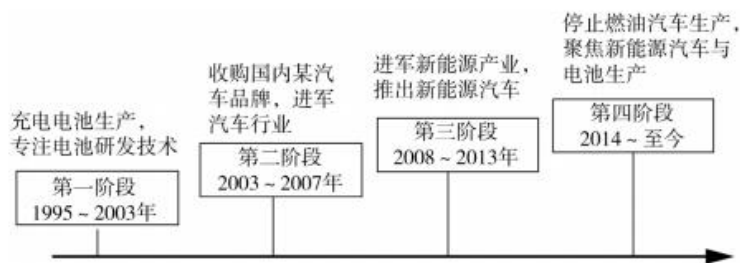 充电电池生产，
专注电池研发技术
第一阶段
1995～2003年
收购国内某汽
车品牌，进军
汽车行业
第二阶段
2003～2007年
进军新能源产业，
推出新能源汽车
第三阶段
2008～2013年
停止燃油汽车生产，
聚焦新能源汽车与
电池生产
第四阶段
2014～至今